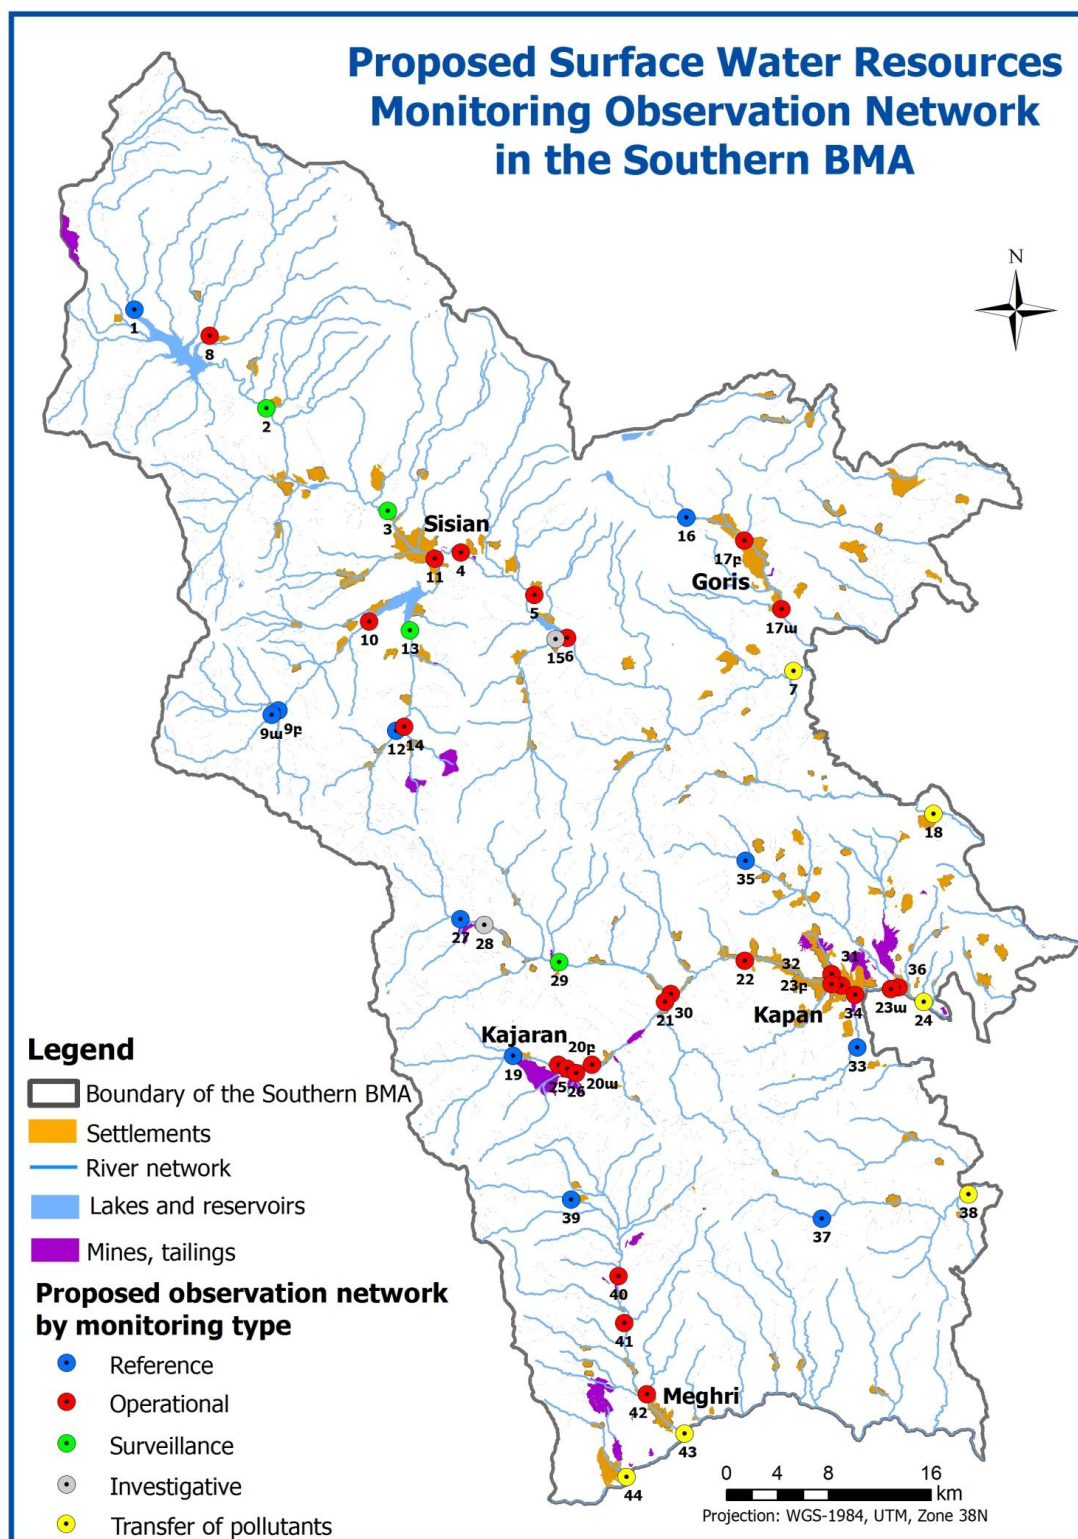 Proposed Surface Water Resources
Monitoring Observation Network
in the Southern BMA
N
1
8
2
3
Sisian
11
4
16
17բ
Goris
5
17ա
10
13
15
6
7
9ա
9բ
12
14
18
35
27
28
29
22
32
31
36
23բ
Kapan
34
23ա
24
21
30
33
Kajaran
20բ
19
25
26
20ա
39
37
38
40
41
42
Meghri
43
44
Legend
Boundary of the Southern BMA
Settlements
River network
Lakes and reservoirs
Mines, tailings
Proposed observation network
by monitoring type
Reference
Operational
Surveillance
Investigative
Transfer of pollutants
0 4 8 16
km
Projection: WGS-1984, UTM, Zone 38N